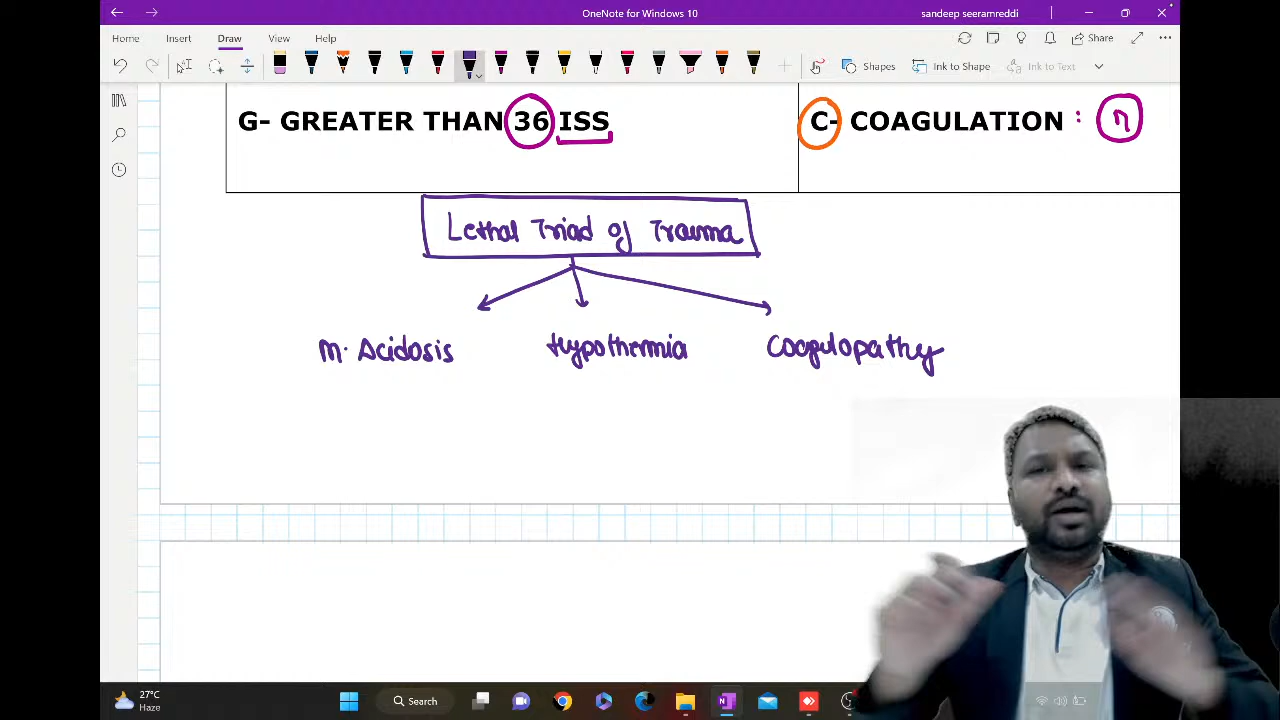 OneNote for Windows 10
sandeep seeramreddi
Home Insert Draw View Help
Share
Shapes
Ink to Shape
Ink to Text
G- GREATER THAN 36 ISS
C- COAGULATION : η
Lethal Triad of Trauma
M. Acidosis Hypothermia Coagulopathy
27°C
Haze
Search